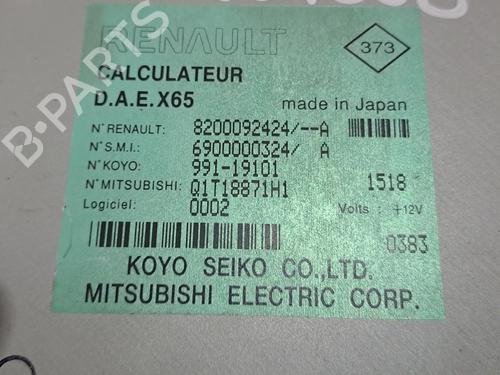 RENAULT
373
CALCULATEUR
D.A.E.X65
made in Japan
N° RENAULT: 8200092424/--A
N° S.M.I.: 6900000324/ A
N° KOYO: 991-19101
N° MITSUBISHI: Q1T18871H1 1518
Logiciel: 0002 Volts : +12V
0383
KOYO SEIKO CO.,LTD.
MITSUBISHI ELECTRIC CORP.
B-PARTS